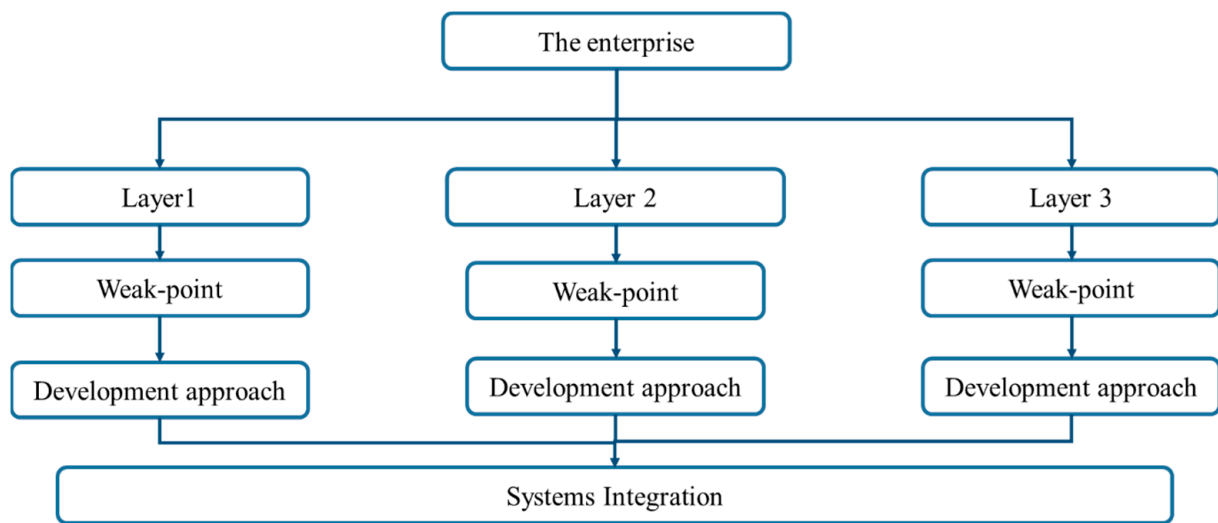 The enterprise
Layer1
Layer 2
Layer 3
Weak-point
Weak-point
Weak-point
Development approach
Development approach
Development approach
Systems Integration